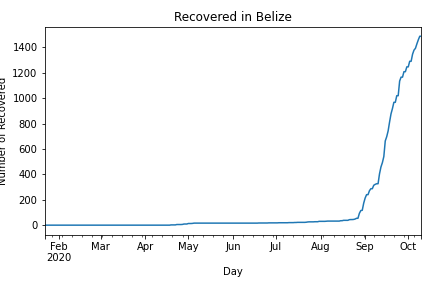 Recovered in Belize
Number of Recovered
1400
1200
1000
800
600
400
200
0
Feb Mar Apr May Jun Jul Aug Sep Oct
2020
Day